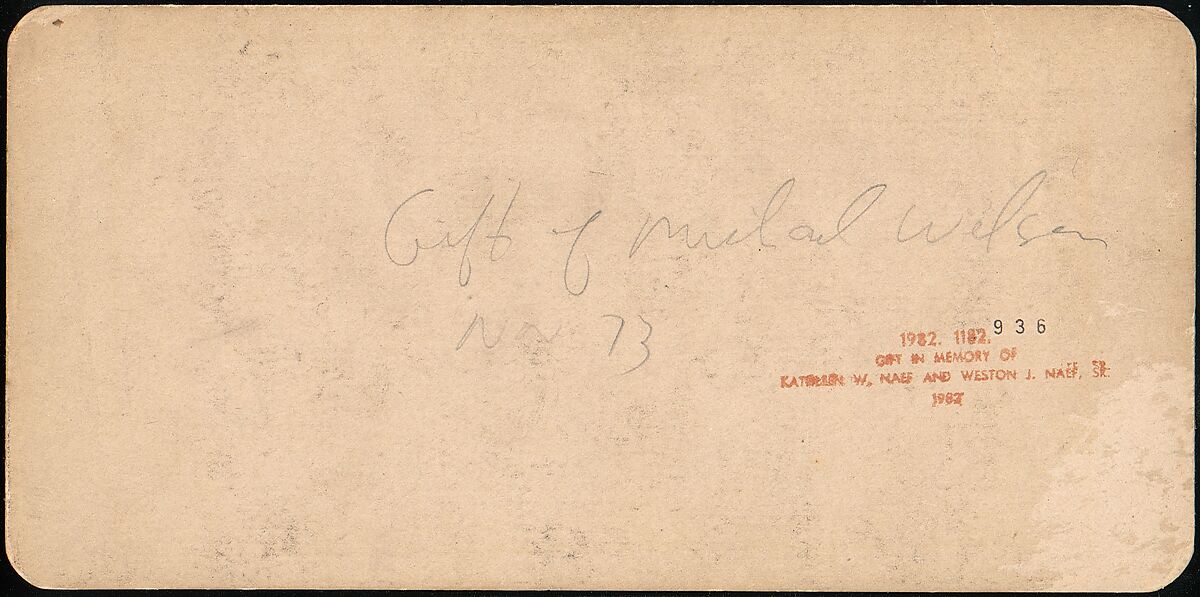 Gift of Michael Wilson
Nov 73
1982. 1182.936
GIFT IN MEMORY OF
KATHLEEN W. NAEF AND WESTON J. NAEF, SR.
1982